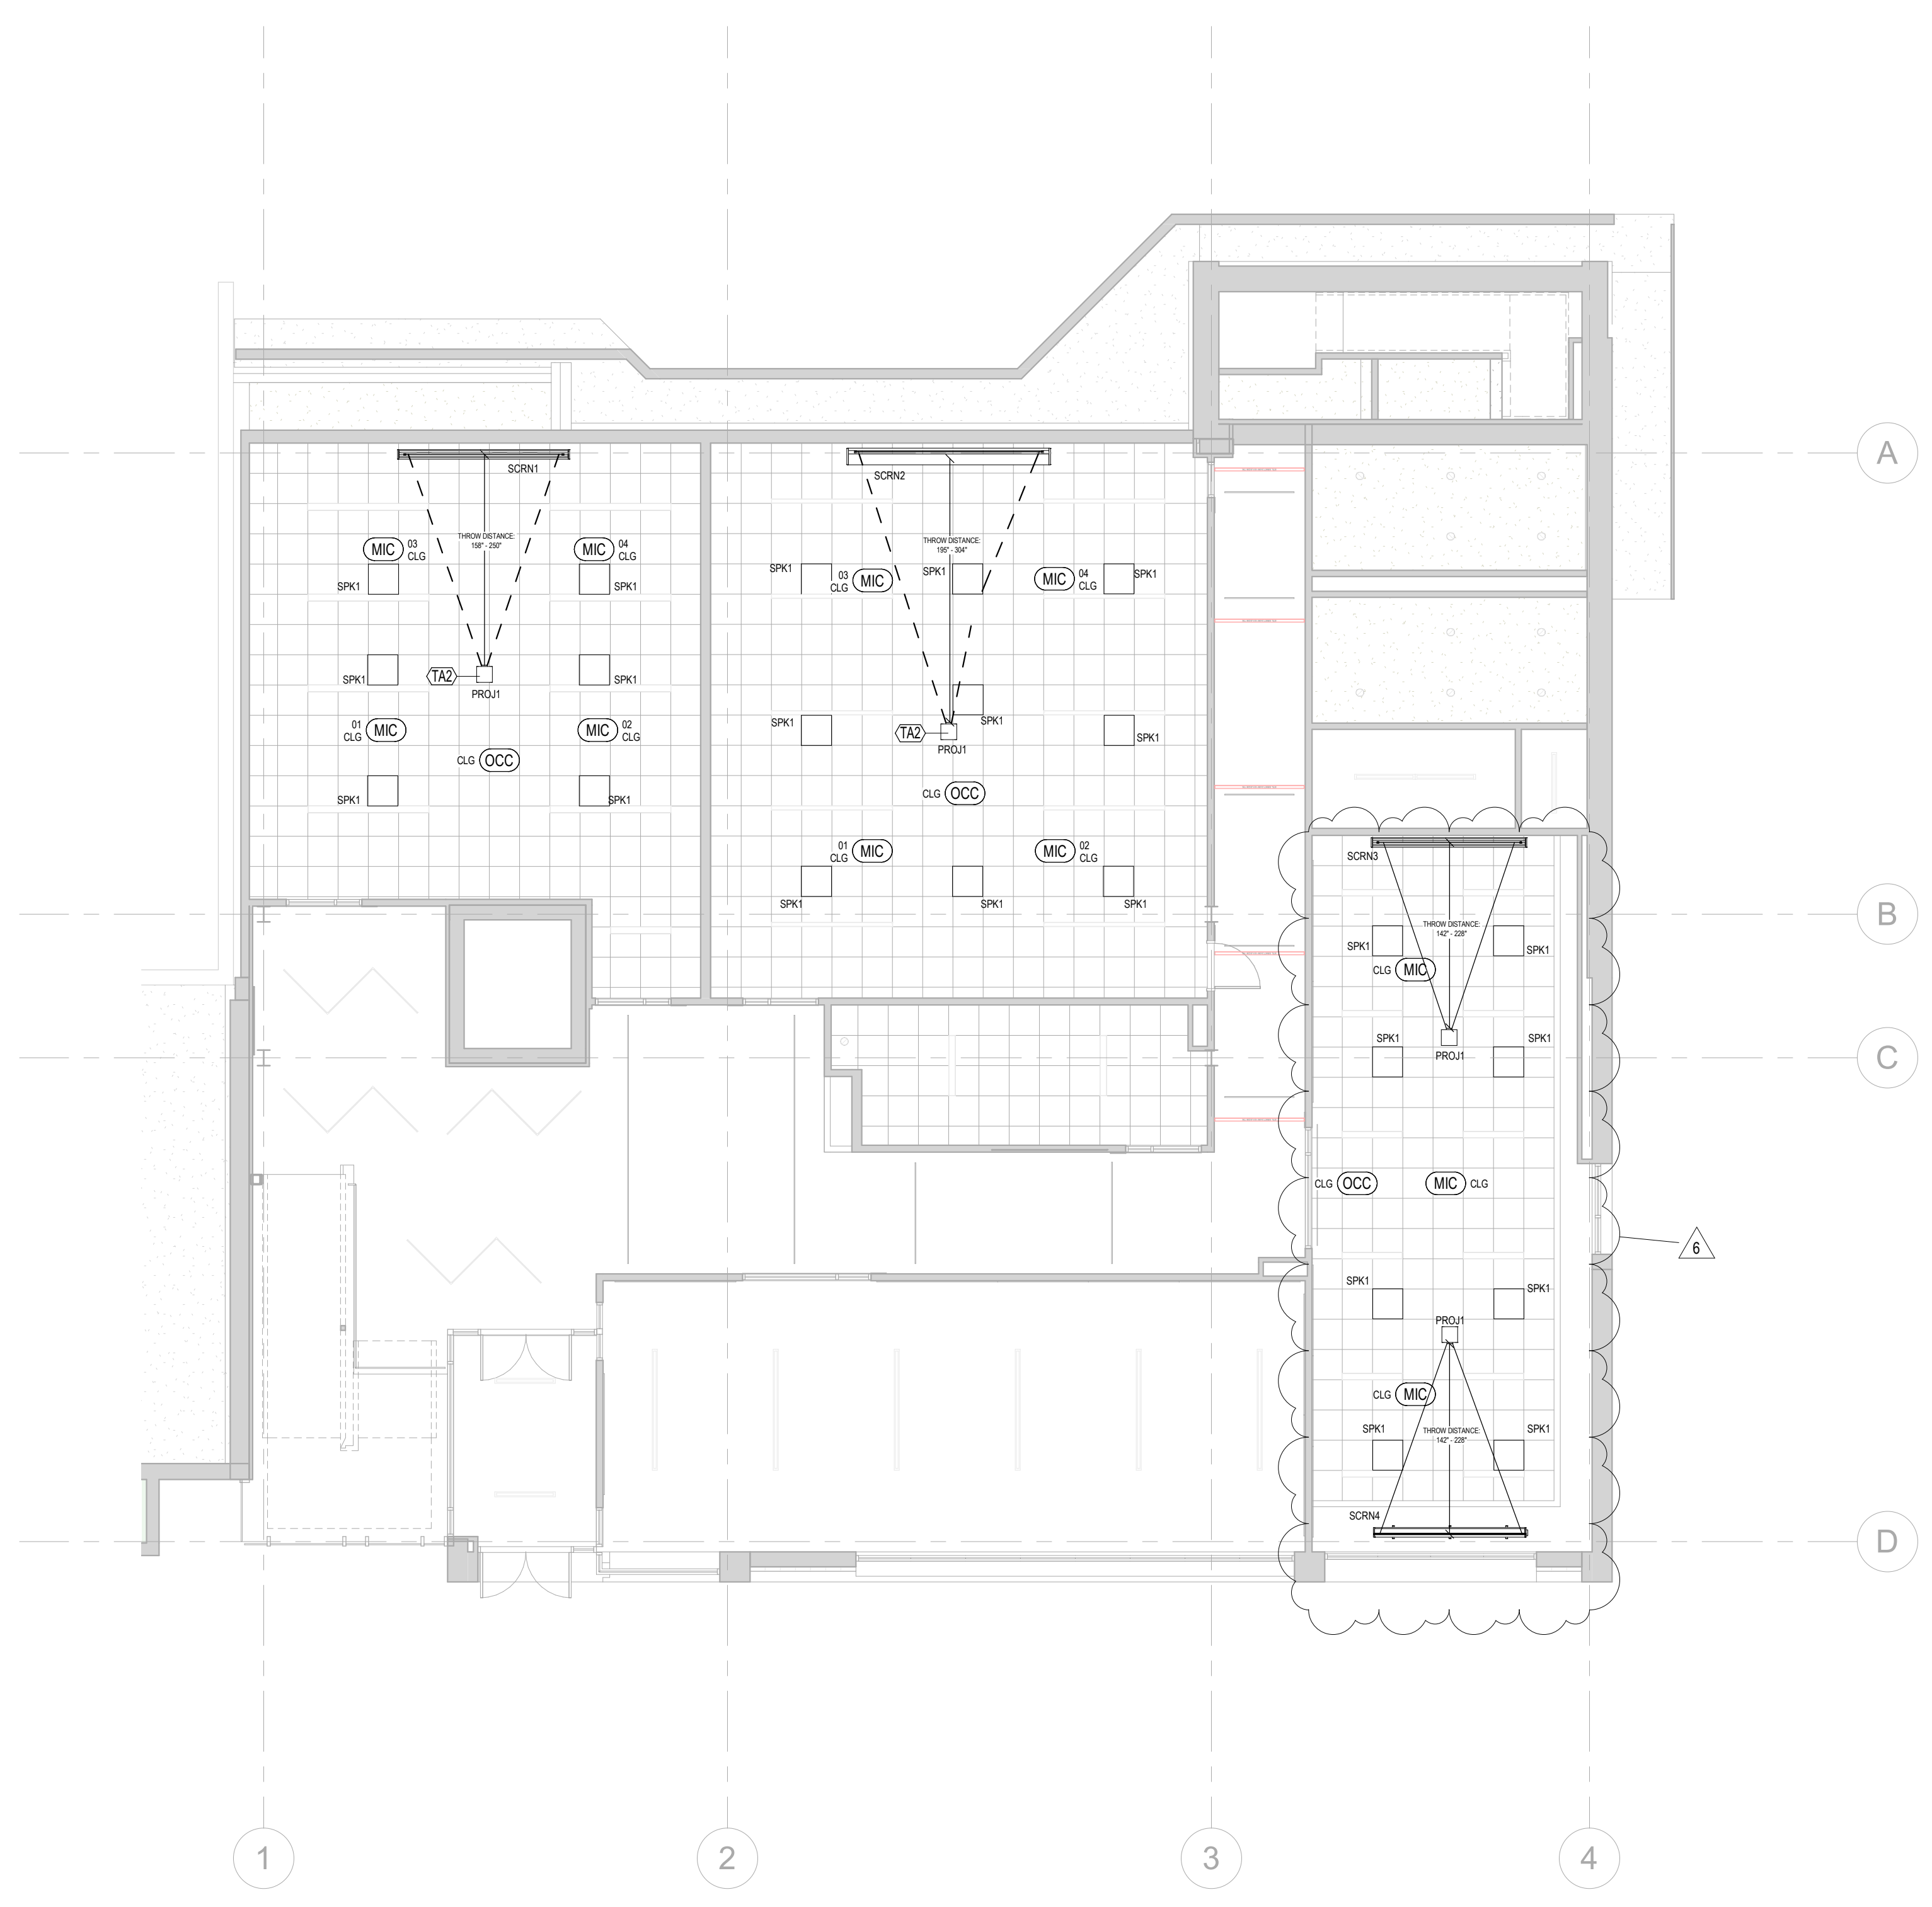 A
SCRN1
SCRN2
THROW DISTANCE:
158" - 250"
THROW DISTANCE:
195" - 304"
MIC
03
CLG
MIC
04
CLG
SPK1
SPK1
SPK1
03
CLG
MIC
SPK1
MIC
04
CLG
SPK1
SPK1
TA2
PROJ1
SPK1
01
CLG
MIC
MIC
02
CLG
CLG
OCC
SPK1
SPK1
SPK1
SPK1
TA2
PROJ1
SPK1
CLG
OCC
01
CLG
MIC
MIC
02
CLG
SPK1
SPK1
SPK1
SCRN3
B
THROW DISTANCE:
142" - 228"
SPK1
SPK1
CLG
MIC
SPK1
SPK1
PROJ1
C
CLG
OCC
MIC
CLG
6
SPK1
SPK1
PROJ1
CLG
MIC
SPK1
SPK1
THROW DISTANCE:
142" - 228"
SCRN4
D
1
2
3
4